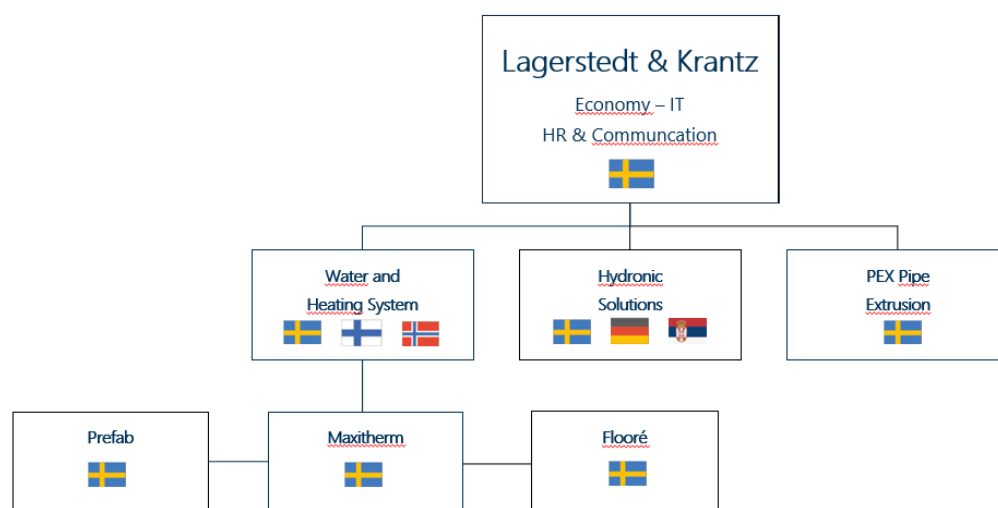 Lagerstedt & Krantz
Economy – IT
HR & Communcation
Water and
Heating System
Hydronic
Solutions
PEX Pipe
Extrusion
Prefab
Maxitherm
Flooré